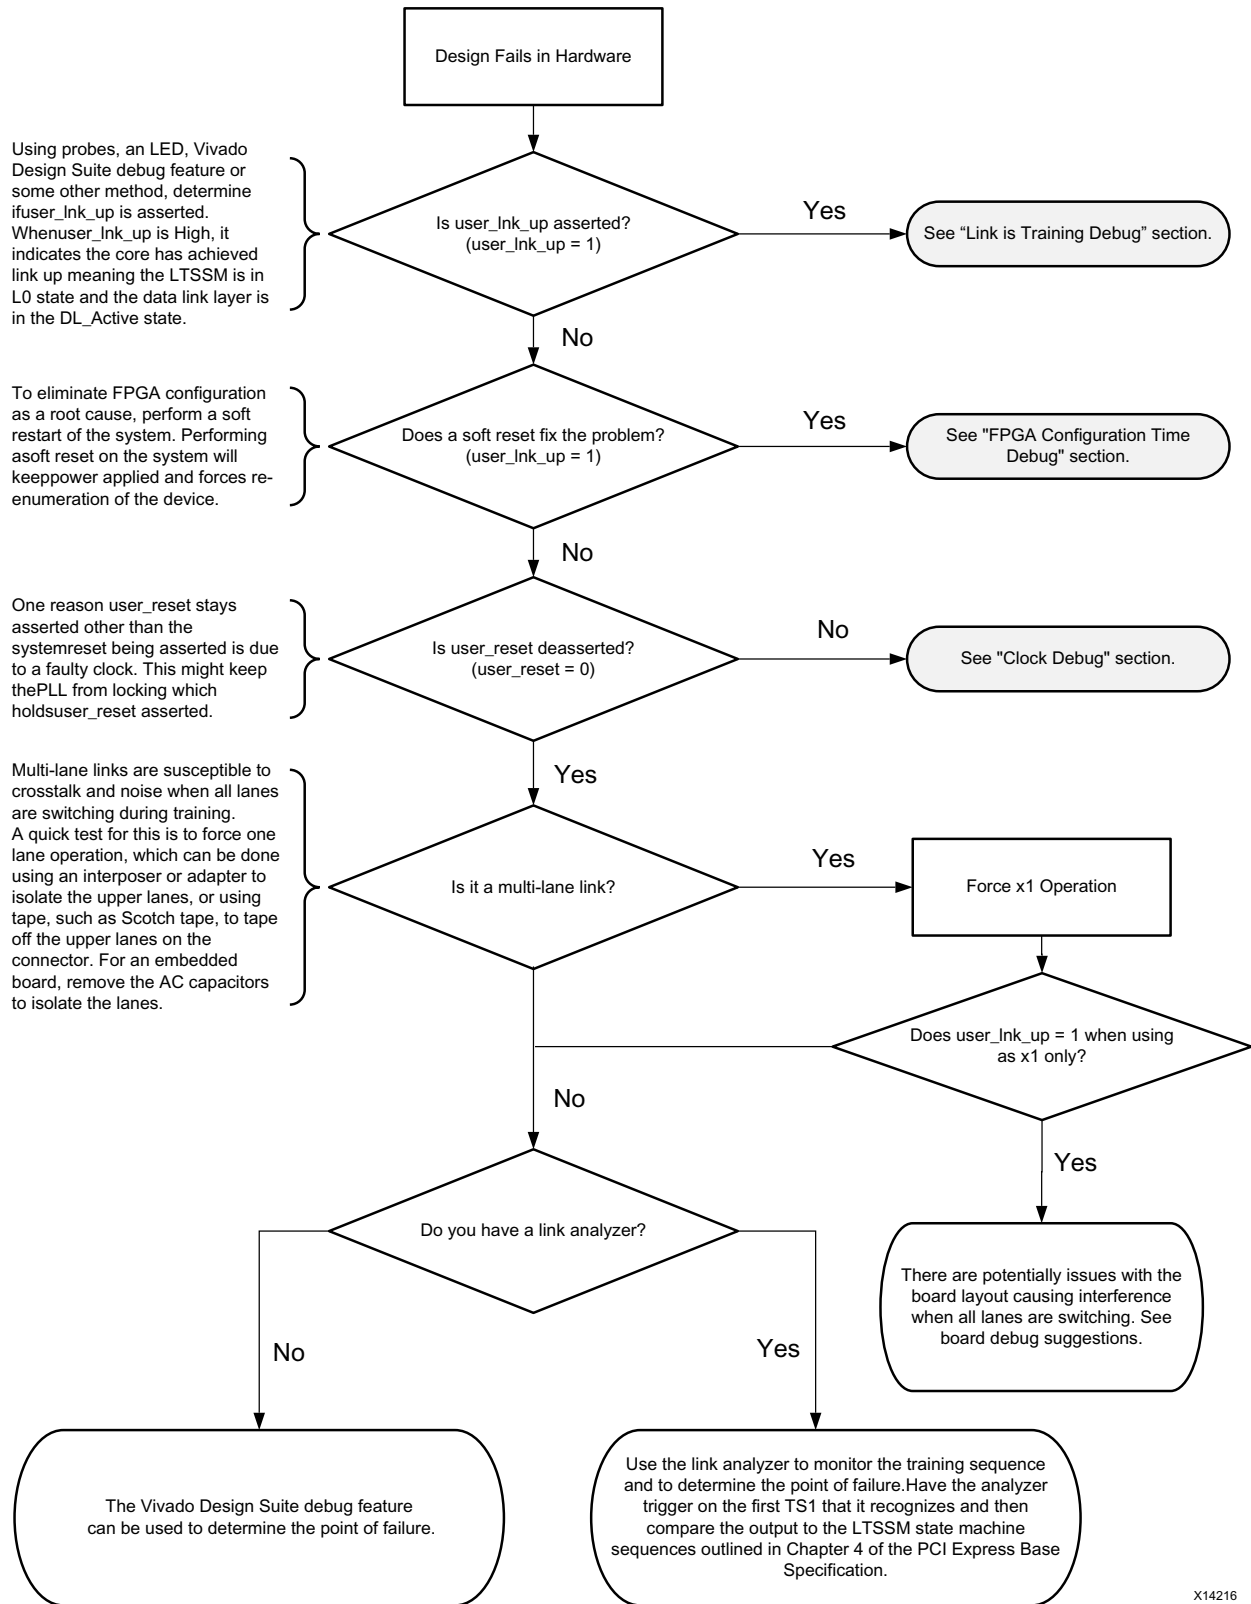 Design Fails in Hardware
Using probes, an LED, Vivado
Design Suite debug feature or
some other method, determine
ifuser_lnk_up is asserted.
Whenuser_lnk_up is High, it
indicates the core has achieved
link up meaning the LTSSM is in
L0 state and the data link layer is
in the DL_Active state.
Is user_lnk_up asserted?
(user_lnk_up = 1)
Yes
See “Link is Training Debug” section.
No
To eliminate FPGA configuration
as a root cause, perform a soft
restart of the system. Performing
asoft reset on the system will
keeppower applied and forces re-
enumeration of the device.
Does a soft reset fix the problem?
(user_lnk_up = 1)
Yes
See "FPGA Configuration Time
Debug" section.
No
One reason user_reset stays
asserted other than the
systemreset being asserted is due
to a faulty clock. This might keep
thePLL from locking which
holdsuser_reset asserted.
Is user_reset deasserted?
(user_reset = 0)
No
See "Clock Debug" section.
Yes
Multi-lane links are susceptible to
crosstalk and noise when all lanes
are switching during training.
A quick test for this is to force one
lane operation, which can be done
using an interposer or adapter to
isolate the upper lanes, or using
tape, such as Scotch tape, to tape
off the upper lanes on the
connector. For an embedded
board, remove the AC capacitors
to isolate the lanes.
Is it a multi-lane link?
Yes
Force x1 Operation
Does user_lnk_up = 1 when using
as x1 only?
No
Yes
Do you have a link analyzer?
There are potentially issues with the
board layout causing interference
when all lanes are switching. See
board debug suggestions.
No
Yes
The Vivado Design Suite debug feature
can be used to determine the point of failure.
Use the link analyzer to monitor the training sequence
and to determine the point of failure.Have the analyzer
trigger on the first TS1 that it recognizes and then
compare the output to the LTSSM state machine
sequences outlined in Chapter 4 of the PCI Express Base
Specification.
X14216